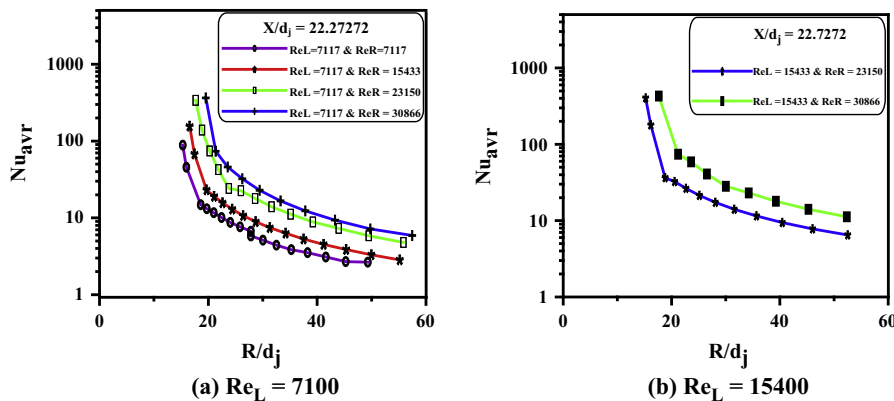 X/dj = 22.27272
ReL=7117 & ReR=7117
ReL=7117 & ReR = 15433
ReL=7117 & ReR = 23150
ReL=7117 & ReR = 30866
1000
100
10
1
Nuavr
0
20
40
60
R/dj
(a) ReL = 7100
X/dj = 22.7272
ReL = 15433 & ReR = 23150
ReL =15433 & ReR = 30866
1000
100
10
1
Nuavr
0
20
40
60
R/dj
(b) ReL = 15400